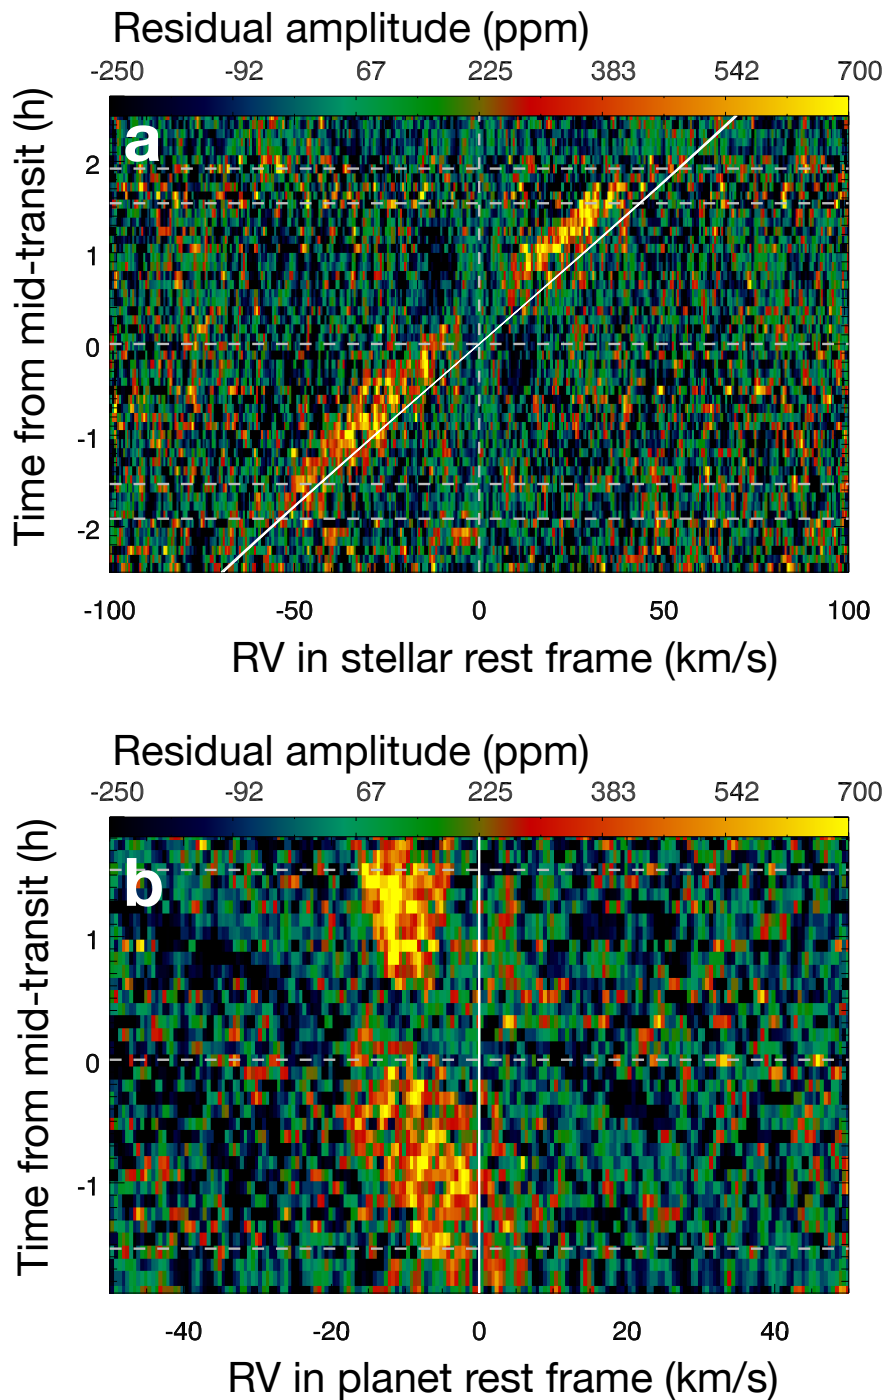 Residual amplitude (ppm)
-250 -92 67 225 383 542 700
a
Time from mid-transit (h)
2
1
0
-1
-2
-100 -50 0 50 100
RV in stellar rest frame (km/s)
Residual amplitude (ppm)
-250 -92 67 225 383 542 700
b
Time from mid-transit (h)
1
0
-1
-40 -20 0 20 40
RV in planet rest frame (km/s)